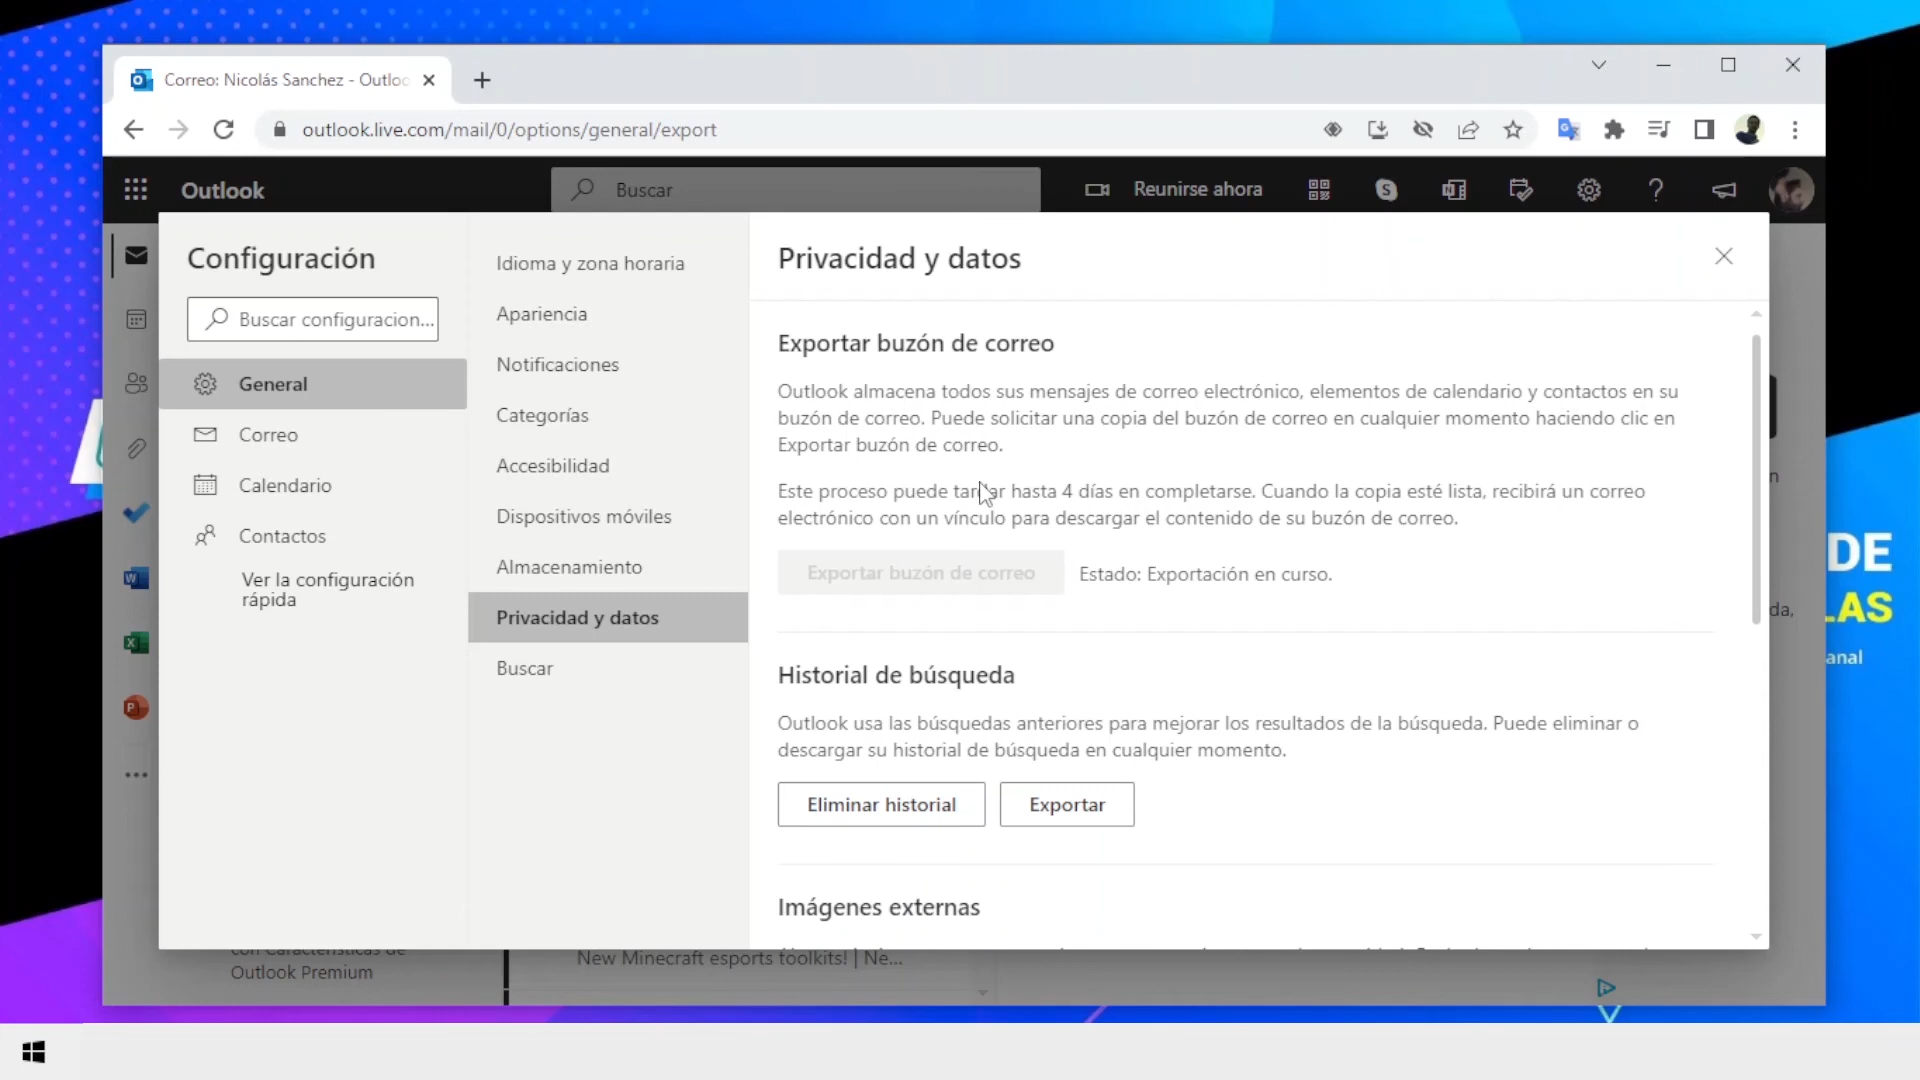 Correo: Nicolás Sanchez - Outloo
outlook.live.com/mail/0/options/general/export
Outlook
Buscar
Reunirse ahora
Configuración
Buscar configuracion...
General
Correo
Calendario
Contactos
Ver la configuración
rápida
Idioma y zona horaria
Apariencia
Notificaciones
Categorías
Accesibilidad
Dispositivos móviles
Almacenamiento
Privacidad y datos
Buscar
Privacidad y datos
Exportar buzón de correo
Outlook almacena todos sus mensajes de correo electrónico, elementos de calendario y contactos en su
buzón de correo. Puede solicitar una copia del buzón de correo en cualquier momento haciendo clic en
Exportar buzón de correo.
Este proceso puede tardar hasta 4 días en completarse. Cuando la copia esté lista, recibirá un correo
electrónico con un vínculo para descargar el contenido de su buzón de correo.
Exportar buzón de correo
Estado: Exportación en curso.
Historial de búsqueda
Outlook usa las búsquedas anteriores para mejorar los resultados de la búsqueda. Puede eliminar o
descargar su historial de búsqueda en cualquier momento.
Eliminar historial
Exportar
Imágenes externas
con Características de
Outlook Premium
New Minecraft esports toolkits! | Ne...
n
da,
DE
LAS
anal